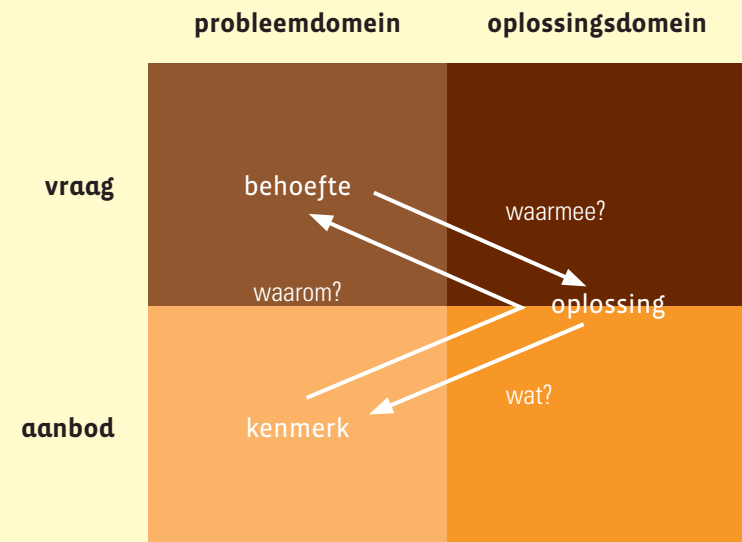 probleemdomein oplossingsdomein
vraag behoefte
waarmee?
waarom?
oplossing
wat?
aanbod kenmerk